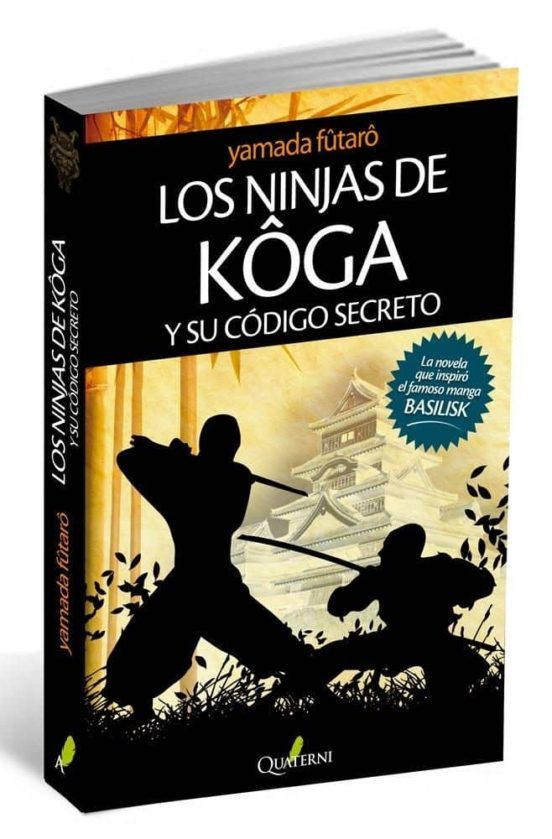 yamada fûtarô
LOS NINJAS DE
KÔGA
Y SU CÓDIGO SECRETO
La novela
que inspiró
el famoso manga
BASILISK
QUATERNI
LOS NINJAS DE KÔGA
Y SU CÓDIGO SECRETO
yamada fûtarô
A